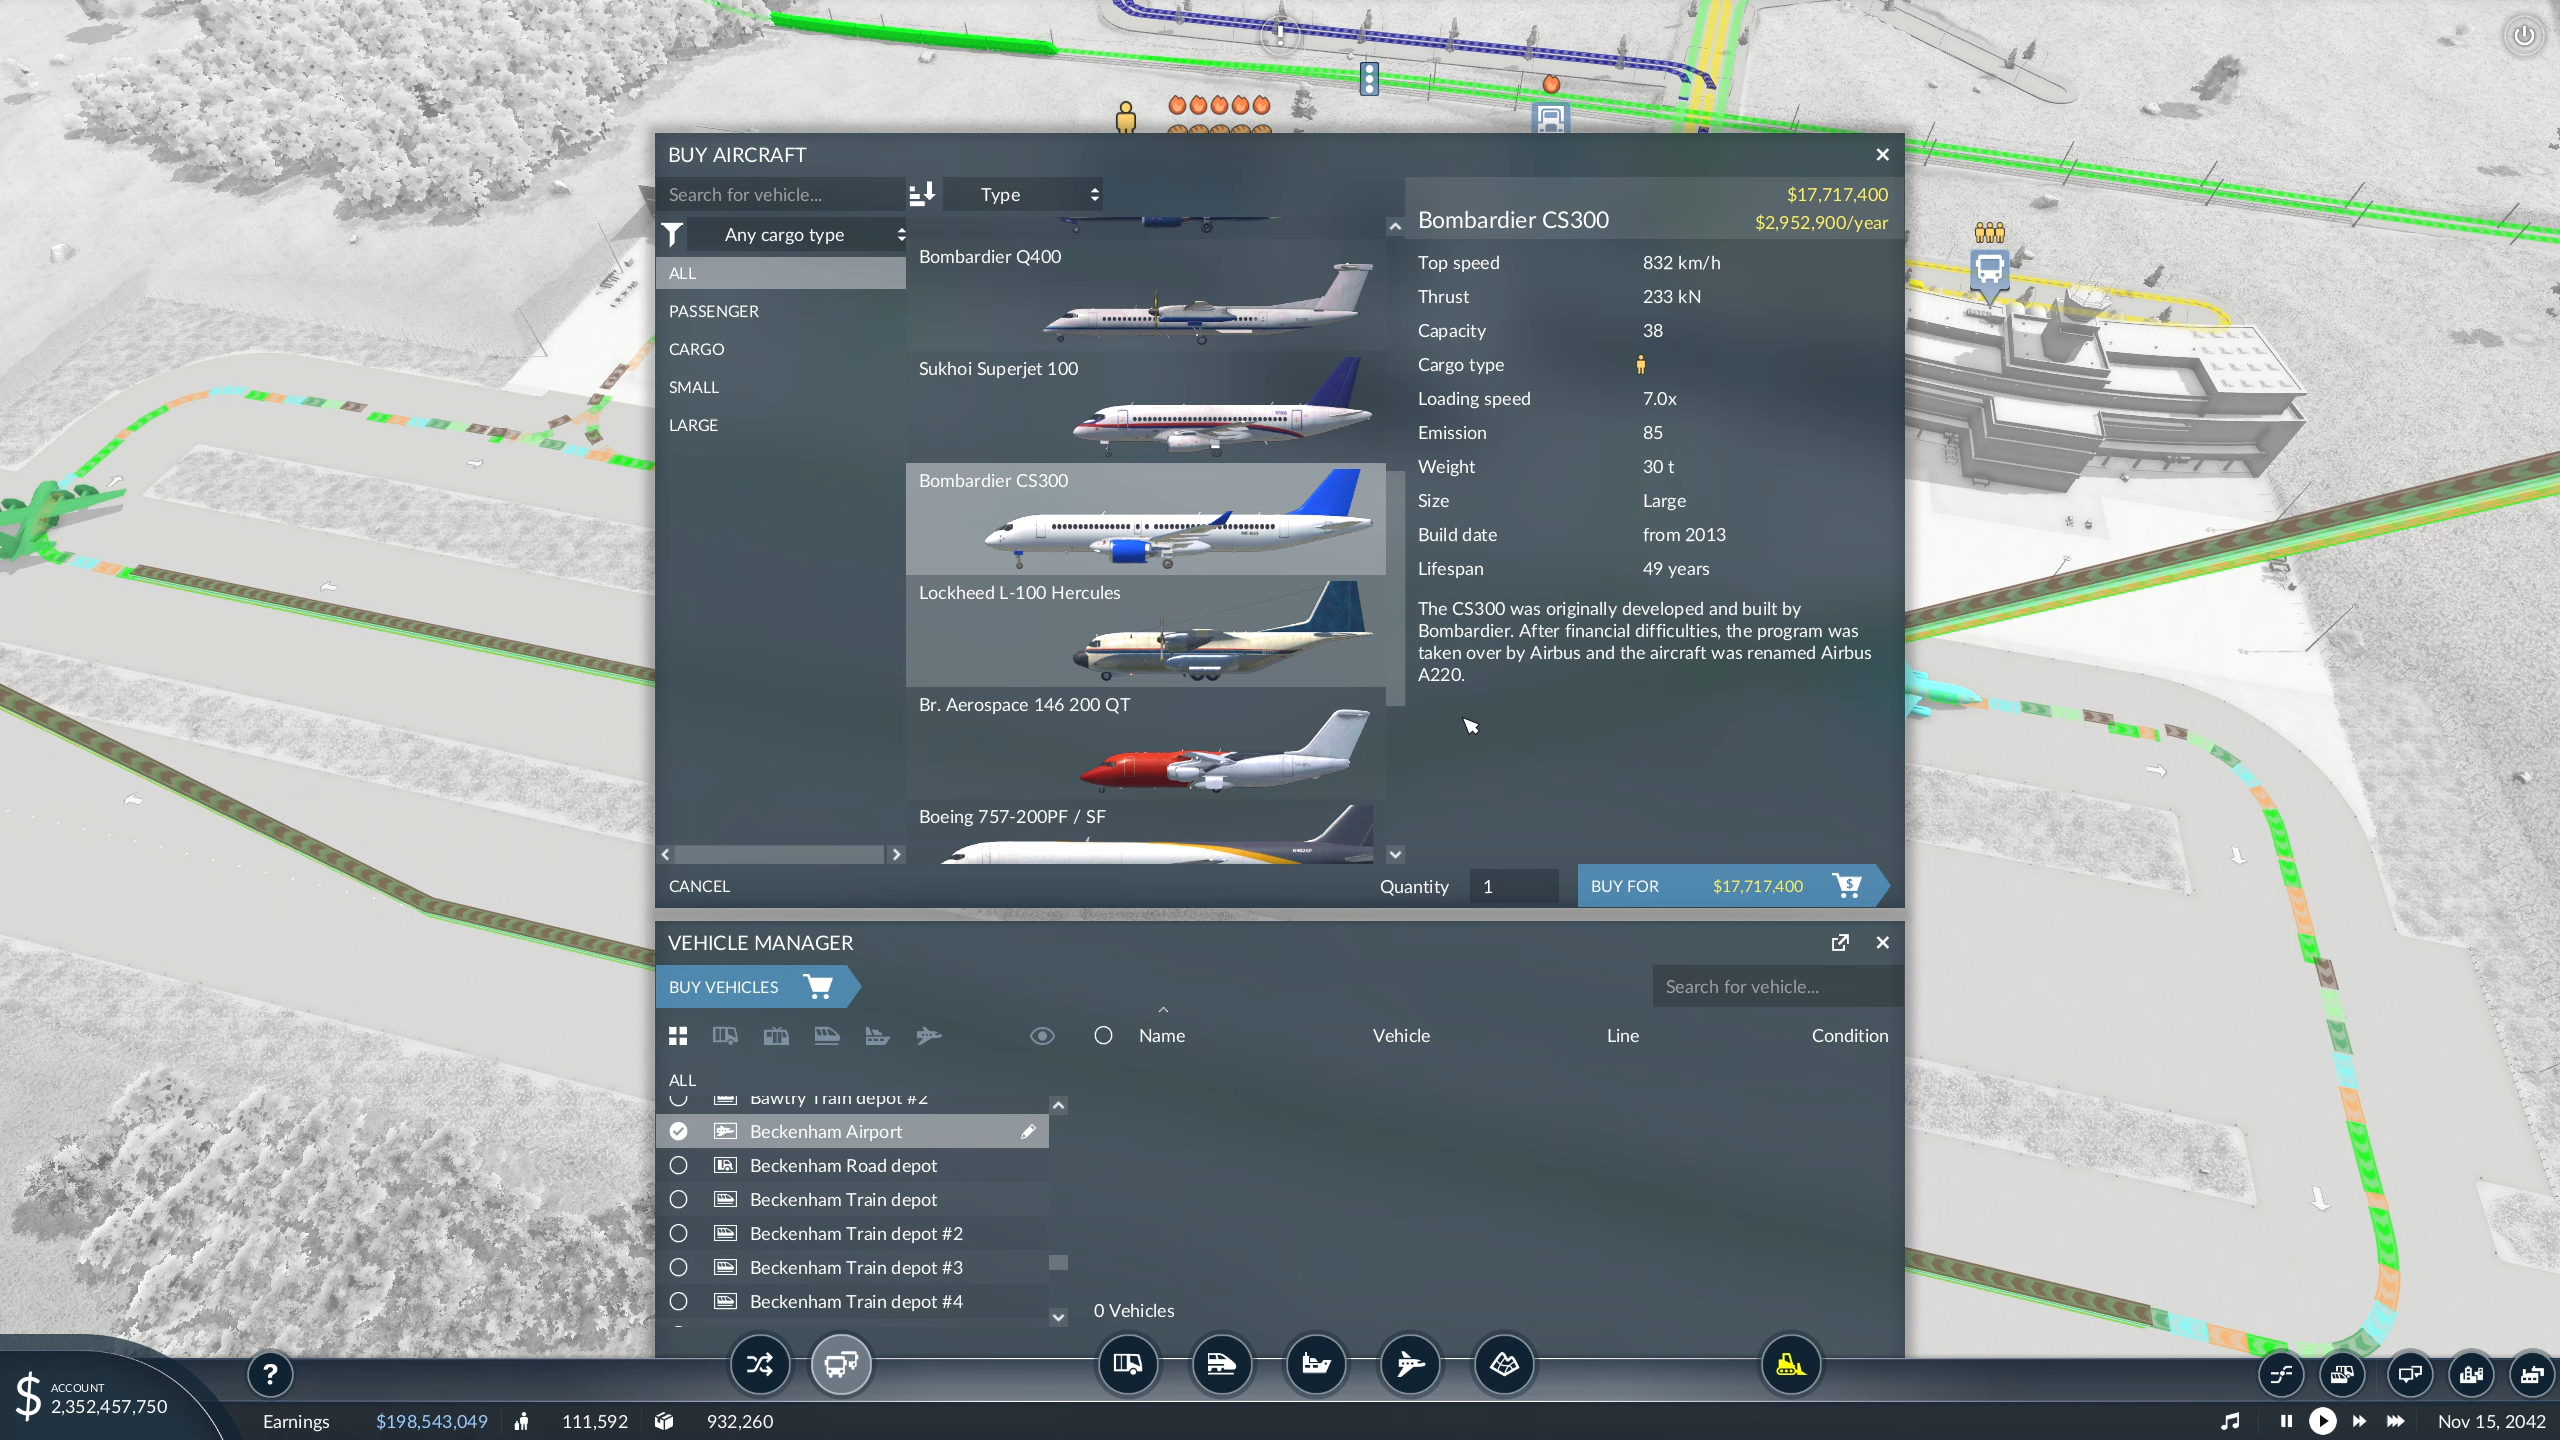 BUY AIRCRAFT
Search for vehicle...
Type
Any cargo type
ALL
PASSENGER
CARGO
SMALL
LARGE
Bombardier Q400
Sukhoi Superjet 100
Bombardier CS300
Lockheed L-100 Hercules
Br. Aerospace 146 200 QT
Boeing 757-200PF / SF
$17,717,400
Bombardier CS300
$2,952,900/year
Top speed 832 km/h
Thrust 233 kN
Capacity 38
Cargo type
Loading speed 7.0x
Emission 85
Weight 30 t
Size Large
Build date from 2013
Lifespan 49 years
The CS300 was originally developed and built by
Bombardier. After financial difficulties, the program was
taken over by Airbus and the aircraft was renamed Airbus
A220.
CANCEL
Quantity 1
BUY FOR $17,717,400
VEHICLE MANAGER
BUY VEHICLES
Search for vehicle...
Name Vehicle Line Condition
ALL
Bawtry Train depot #2
Beckenham Airport
Beckenham Road depot
Beckenham Train depot
Beckenham Train depot #2
Beckenham Train depot #3
Beckenham Train depot #4
0 Vehicles
?
$ ACCOUNT
2,352,457,750
Earnings $198,543,049 111,592 932,260
Nov 15, 2042